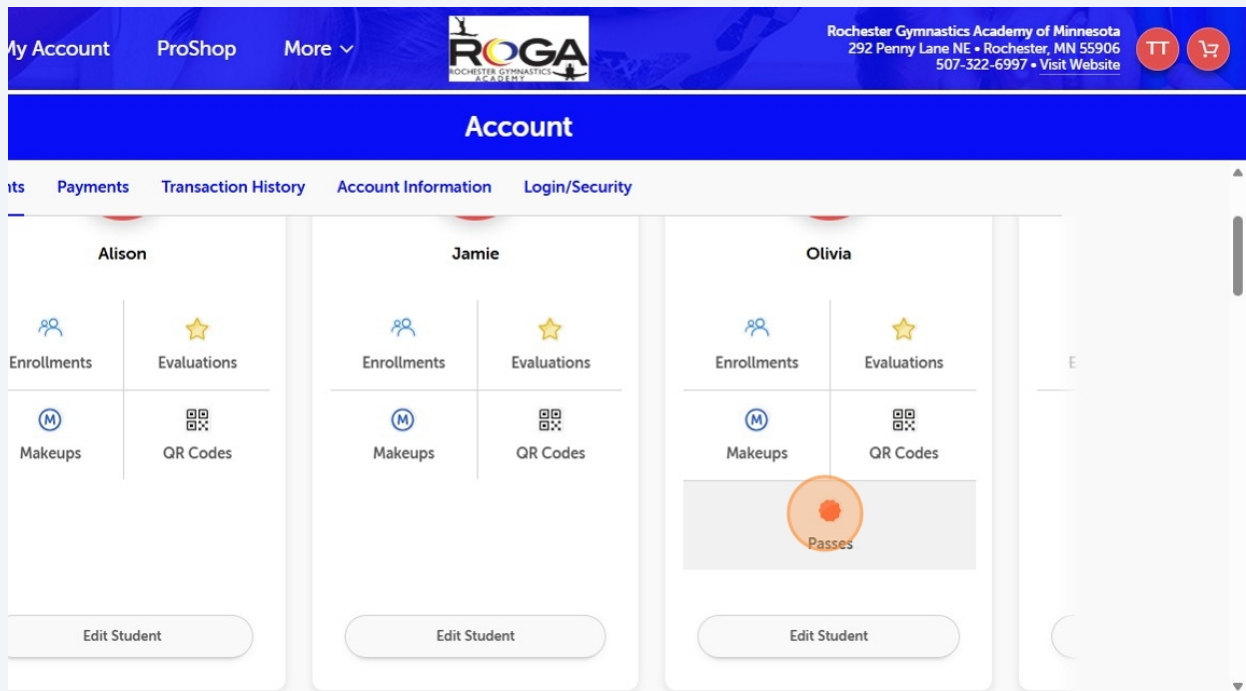 My Account ProShop More
ROGA
ROCHESTER GYMNASTICS
ACADEMY
Rochester Gymnastics Academy of Minnesota
292 Penny Lane NE • Rochester, MN 55906
507-322-6997 • Visit Website
TT
Account
Payments Transaction History Account Information Login/Security
Alison Jamie Olivia
Enrollments Evaluations Enrollments Evaluations Enrollments Evaluations
M M M
Makeups QR Codes Makeups QR Codes Makeups QR Codes
Passes
Edit Student Edit Student Edit Student